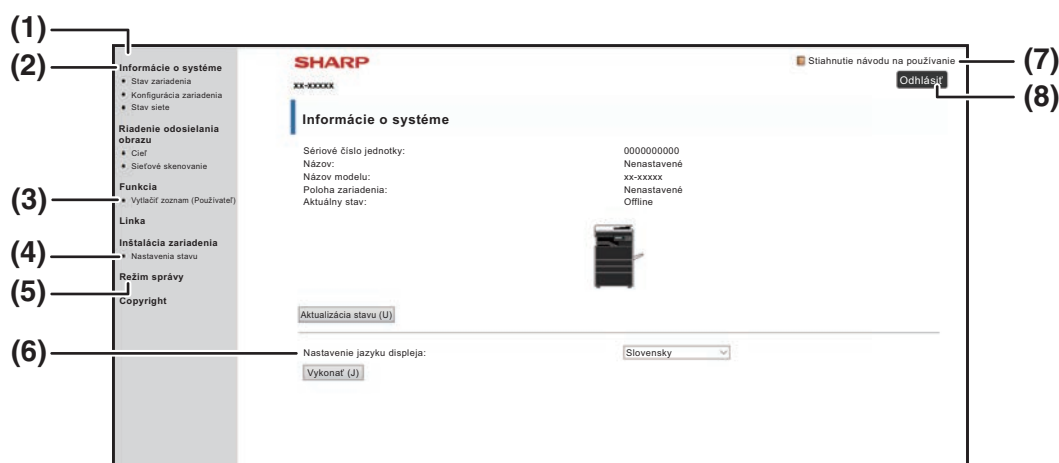 (1)
(2)
(3)
(4)
(5)
(6)
Informácie o systéme
Stav zariadenia
Konfigurácia zariadenia
Stav siete
Riadenie odosielania
obrazu
Cieľ
Sieťové skenovanie
Funkcia
Vytlačiť zoznam (Používateľ)
Linka
Inštalácia zariadenia
Nastavenia stavu
Režim správy
Copyright
SHARP
xx-xxxxx
Stiahnutie návodu na používanie
(7)
Odhlásiť
(8)
Informácie o systéme
Sériové číslo jednotky: 0000000000
Názov: Nenastavené
Názov modelu: xx-xxxxx
Poloha zariadenia: Nenastavené
Aktuálny stav: Offline
Aktualizácia stavu (U)
Nastavenie jazyku displeja: Slovensky
Vykonať (J)